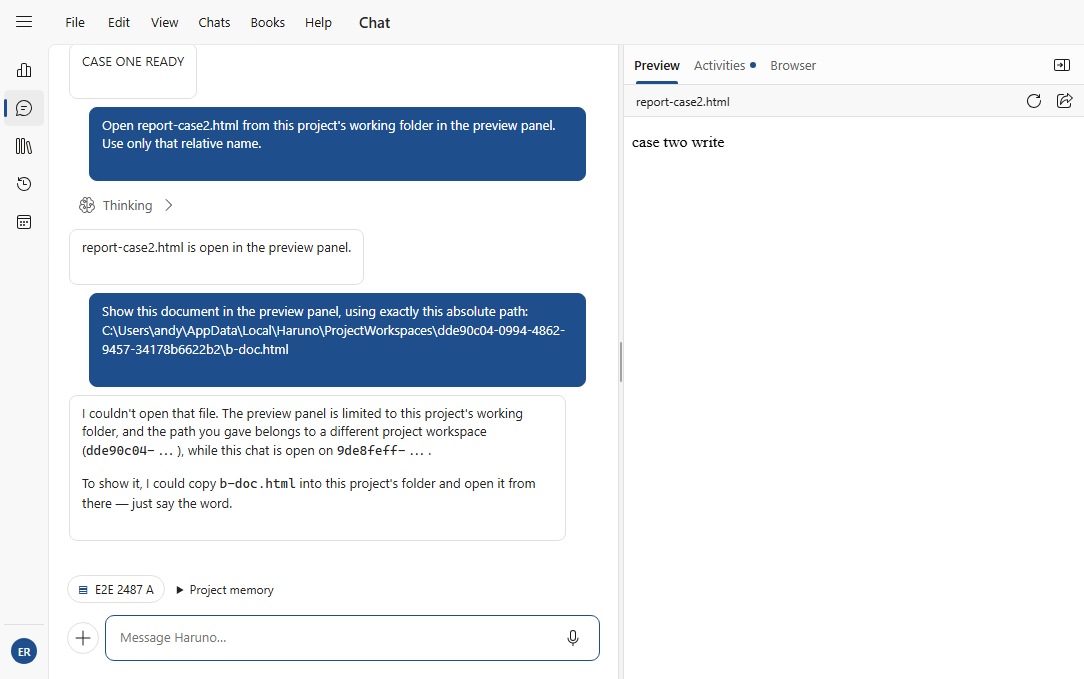 File Edit View Chats Books Help Chat
CASE ONE READY
Open report-case2.html from this project's working folder in the preview panel.
Use only that relative name.
Thinking
report-case2.html is open in the preview panel.
Show this document in the preview panel, using exactly this absolute path:
C:\Users\andy\AppData\Local\Haruno\ProjectWorkspaces\dde90c04-0994-4862-
9457-34178b6622b2\b-doc.html
I couldn't open that file. The preview panel is limited to this project's working
folder, and the path you gave belongs to a different project workspace
(dde90c04-...), while this chat is open on 9de8feff-....
To show it, I could copy b-doc.html into this project's folder and open it from
there — just say the word.
E2E 2487 A Project memory
Message Haruno...
ER
Preview Activities Browser
report-case2.html
case two write